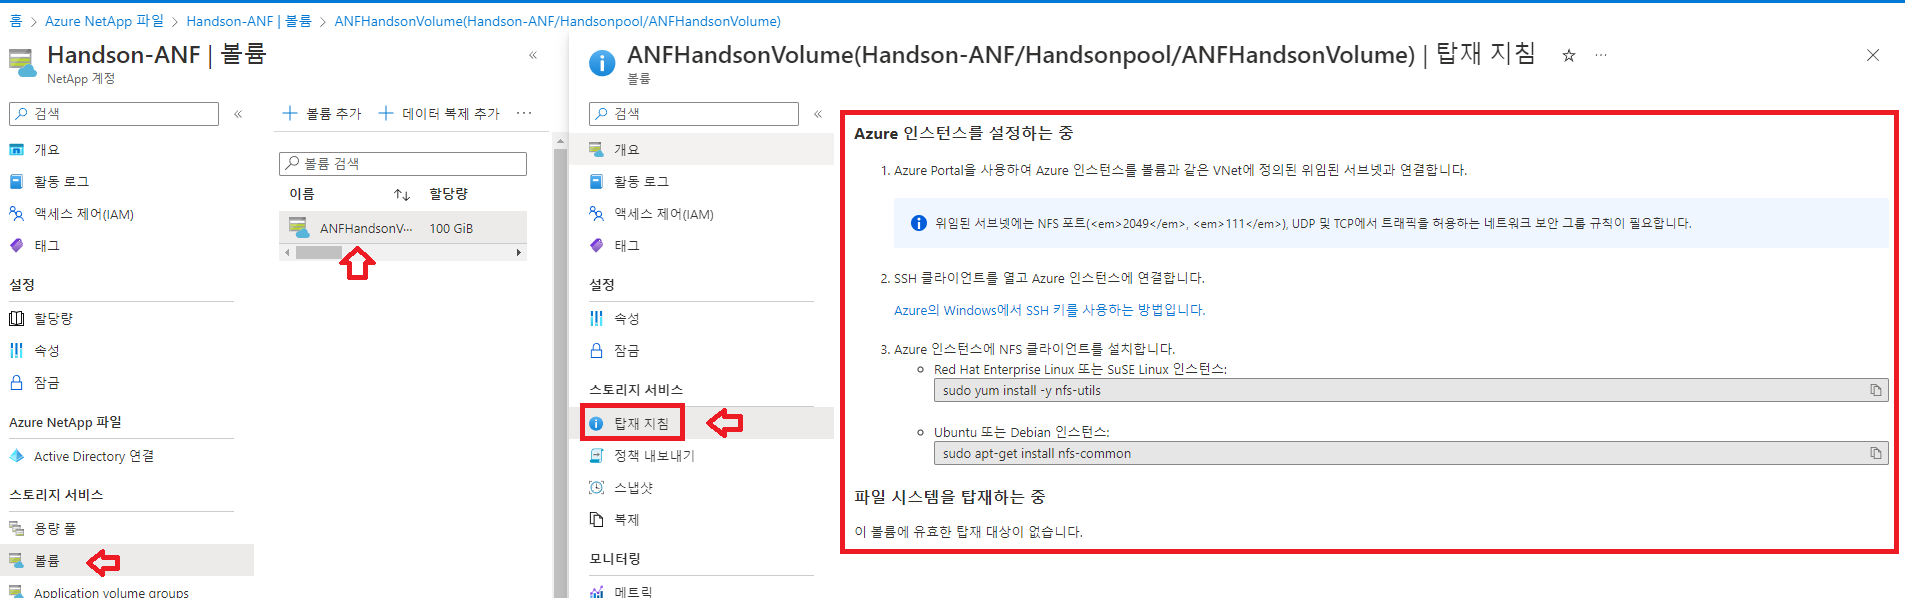 홈 > Azure NetApp 파일 > Handson-ANF | 볼륨 > ANFHandsonVolume(Handson-ANF/Handsonpool/ANFHandsonVolume)
Handson-ANF | 볼륨
NetApp 계정
검색
개요
활동 로그
액세스 제어(IAM)
태그
설정
할당량
속성
잠금
Azure NetApp 파일
Active Directory 연결
스토리지 서비스
용량 풀
볼륨
Application volume groups
볼륨 추가
데이터 복제 추가
볼륨 검색
이름 할당량
ANFHandsonV... 100 GiB
ANFHandsonVolume(Handson-ANF/Handsonpool/ANFHandsonVolume) | 탑재 지침
볼륨
검색
개요
활동 로그
액세스 제어(IAM)
태그
설정
속성
잠금
스토리지 서비스
탑재 지침
정책 내보내기
스냅샷
복제
모니터링
메트릭
Azure 인스턴스를 설정하는 중
1. Azure Portal을 사용하여 Azure 인스턴스를 볼륨과 같은 VNet에 정의된 위임된 서브넷과 연결합니다.
위임된 서브넷에는 NFS 포트(<em>2049</em>, <em>111</em>), UDP 및 TCP에서 트래픽을 허용하는 네트워크 보안 그룹 규칙이 필요합니다.
2. SSH 클라이언트를 열고 Azure 인스턴스에 연결합니다.
Azure의 Windows에서 SSH 키를 사용하는 방법입니다.
3. Azure 인스턴스에 NFS 클라이언트를 설치합니다.
Red Hat Enterprise Linux 또는 SuSE Linux 인스턴스:
sudo yum install -y nfs-utils
Ubuntu 또는 Debian 인스턴스:
sudo apt-get install nfs-common
파일 시스템을 탑재하는 중
이 볼륨에 유효한 탑재 대상이 없습니다.